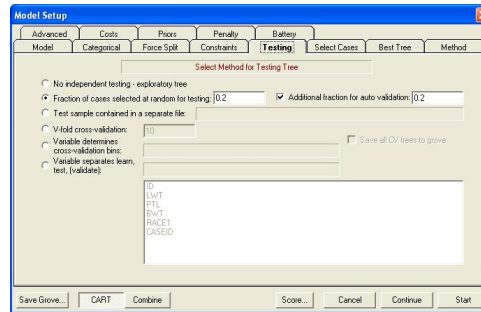 Model Setup
Advanced Costs Priors Penalty Battery
Model Categorical Force Split Constraints Testing Select Cases Best Tree Method
Select Method for Testing Tree
No independent testing - exploratory tree
Fraction of cases selected at random for testing: 0.2 Additional fraction for auto validation: 0.2
Test sample contained in a separate file:
V-fold cross-validation: 10
Variable determines
cross-validation bins: Save all CV trees to grove
Variable separates learn,
test, (validate):
ID
LWT
PTL
BWT
RACE1
CASEID
Save Grove... CART Combine Score... Cancel Continue Start